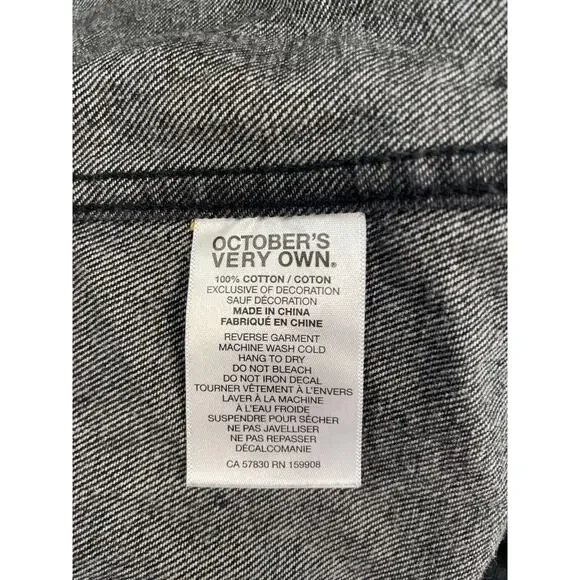 OCTOBER'S
VERY OWN®
100% COTTON / COTON
EXCLUSIVE OF DECORATION
SAUF DÉCORATION
MADE IN CHINA
FABRIQUÉ EN CHINE
REVERSE GARMENT
MACHINE WASH COLD
HANG TO DRY
DO NOT BLEACH
DO NOT IRON DECAL
TOURNER VÊTEMENT À L'ENVERS
LAVER À LA MACHINE
À L'EAU FROIDE
SUSPENDRE POUR SÉCHER
NE PAS JAVELLISER
NE PAS REPASSER
DÉCALCOMANIE
CA 57830 RN 159908